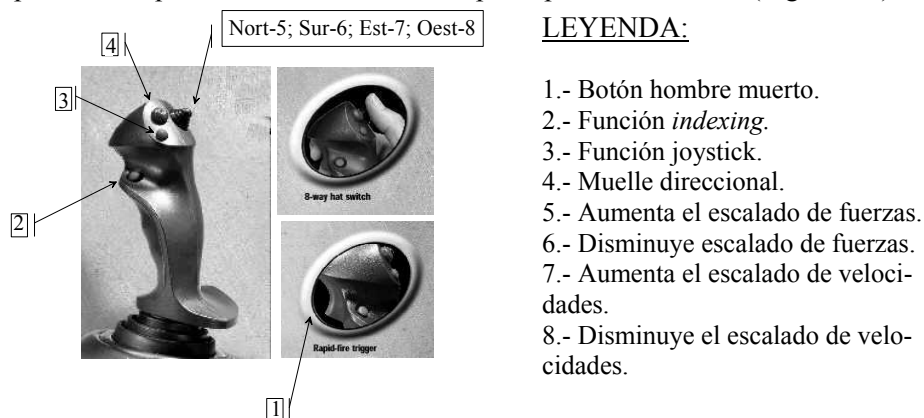 Nort-5; Sur-6; Est-7; Oest-8
4
3
2
1
8-way hat switch
Rapid-fire trigger
LEYENDA:
1.- Botón hombre muerto.
2.- Función indexing.
3.- Función joystick.
4.- Muelle direccional.
5.- Aumenta el escalado de fuerzas.
6.- Disminuye escalado de fuerzas.
7.- Aumenta el escalado de veloci-
dades.
8.- Disminuye el escalado de velo-
cidades.